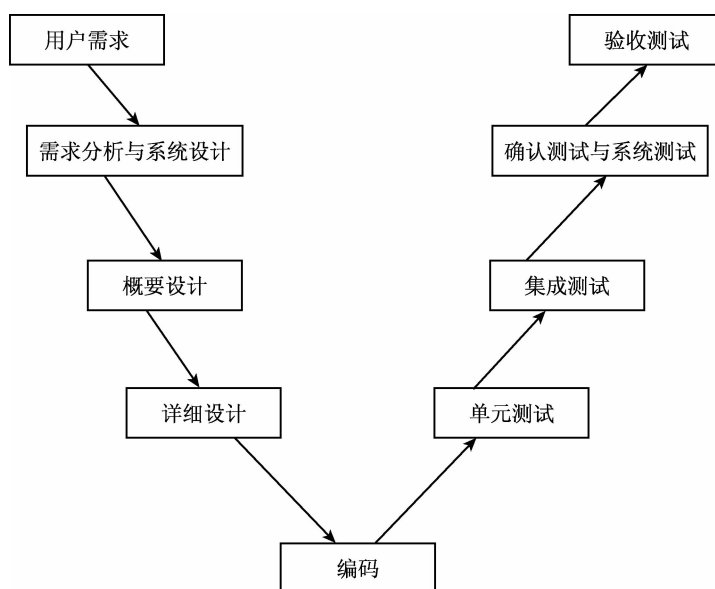 用户需求
验收测试
需求分析与系统设计
确认测试与系统测试
概要设计
集成测试
详细设计
单元测试
编码